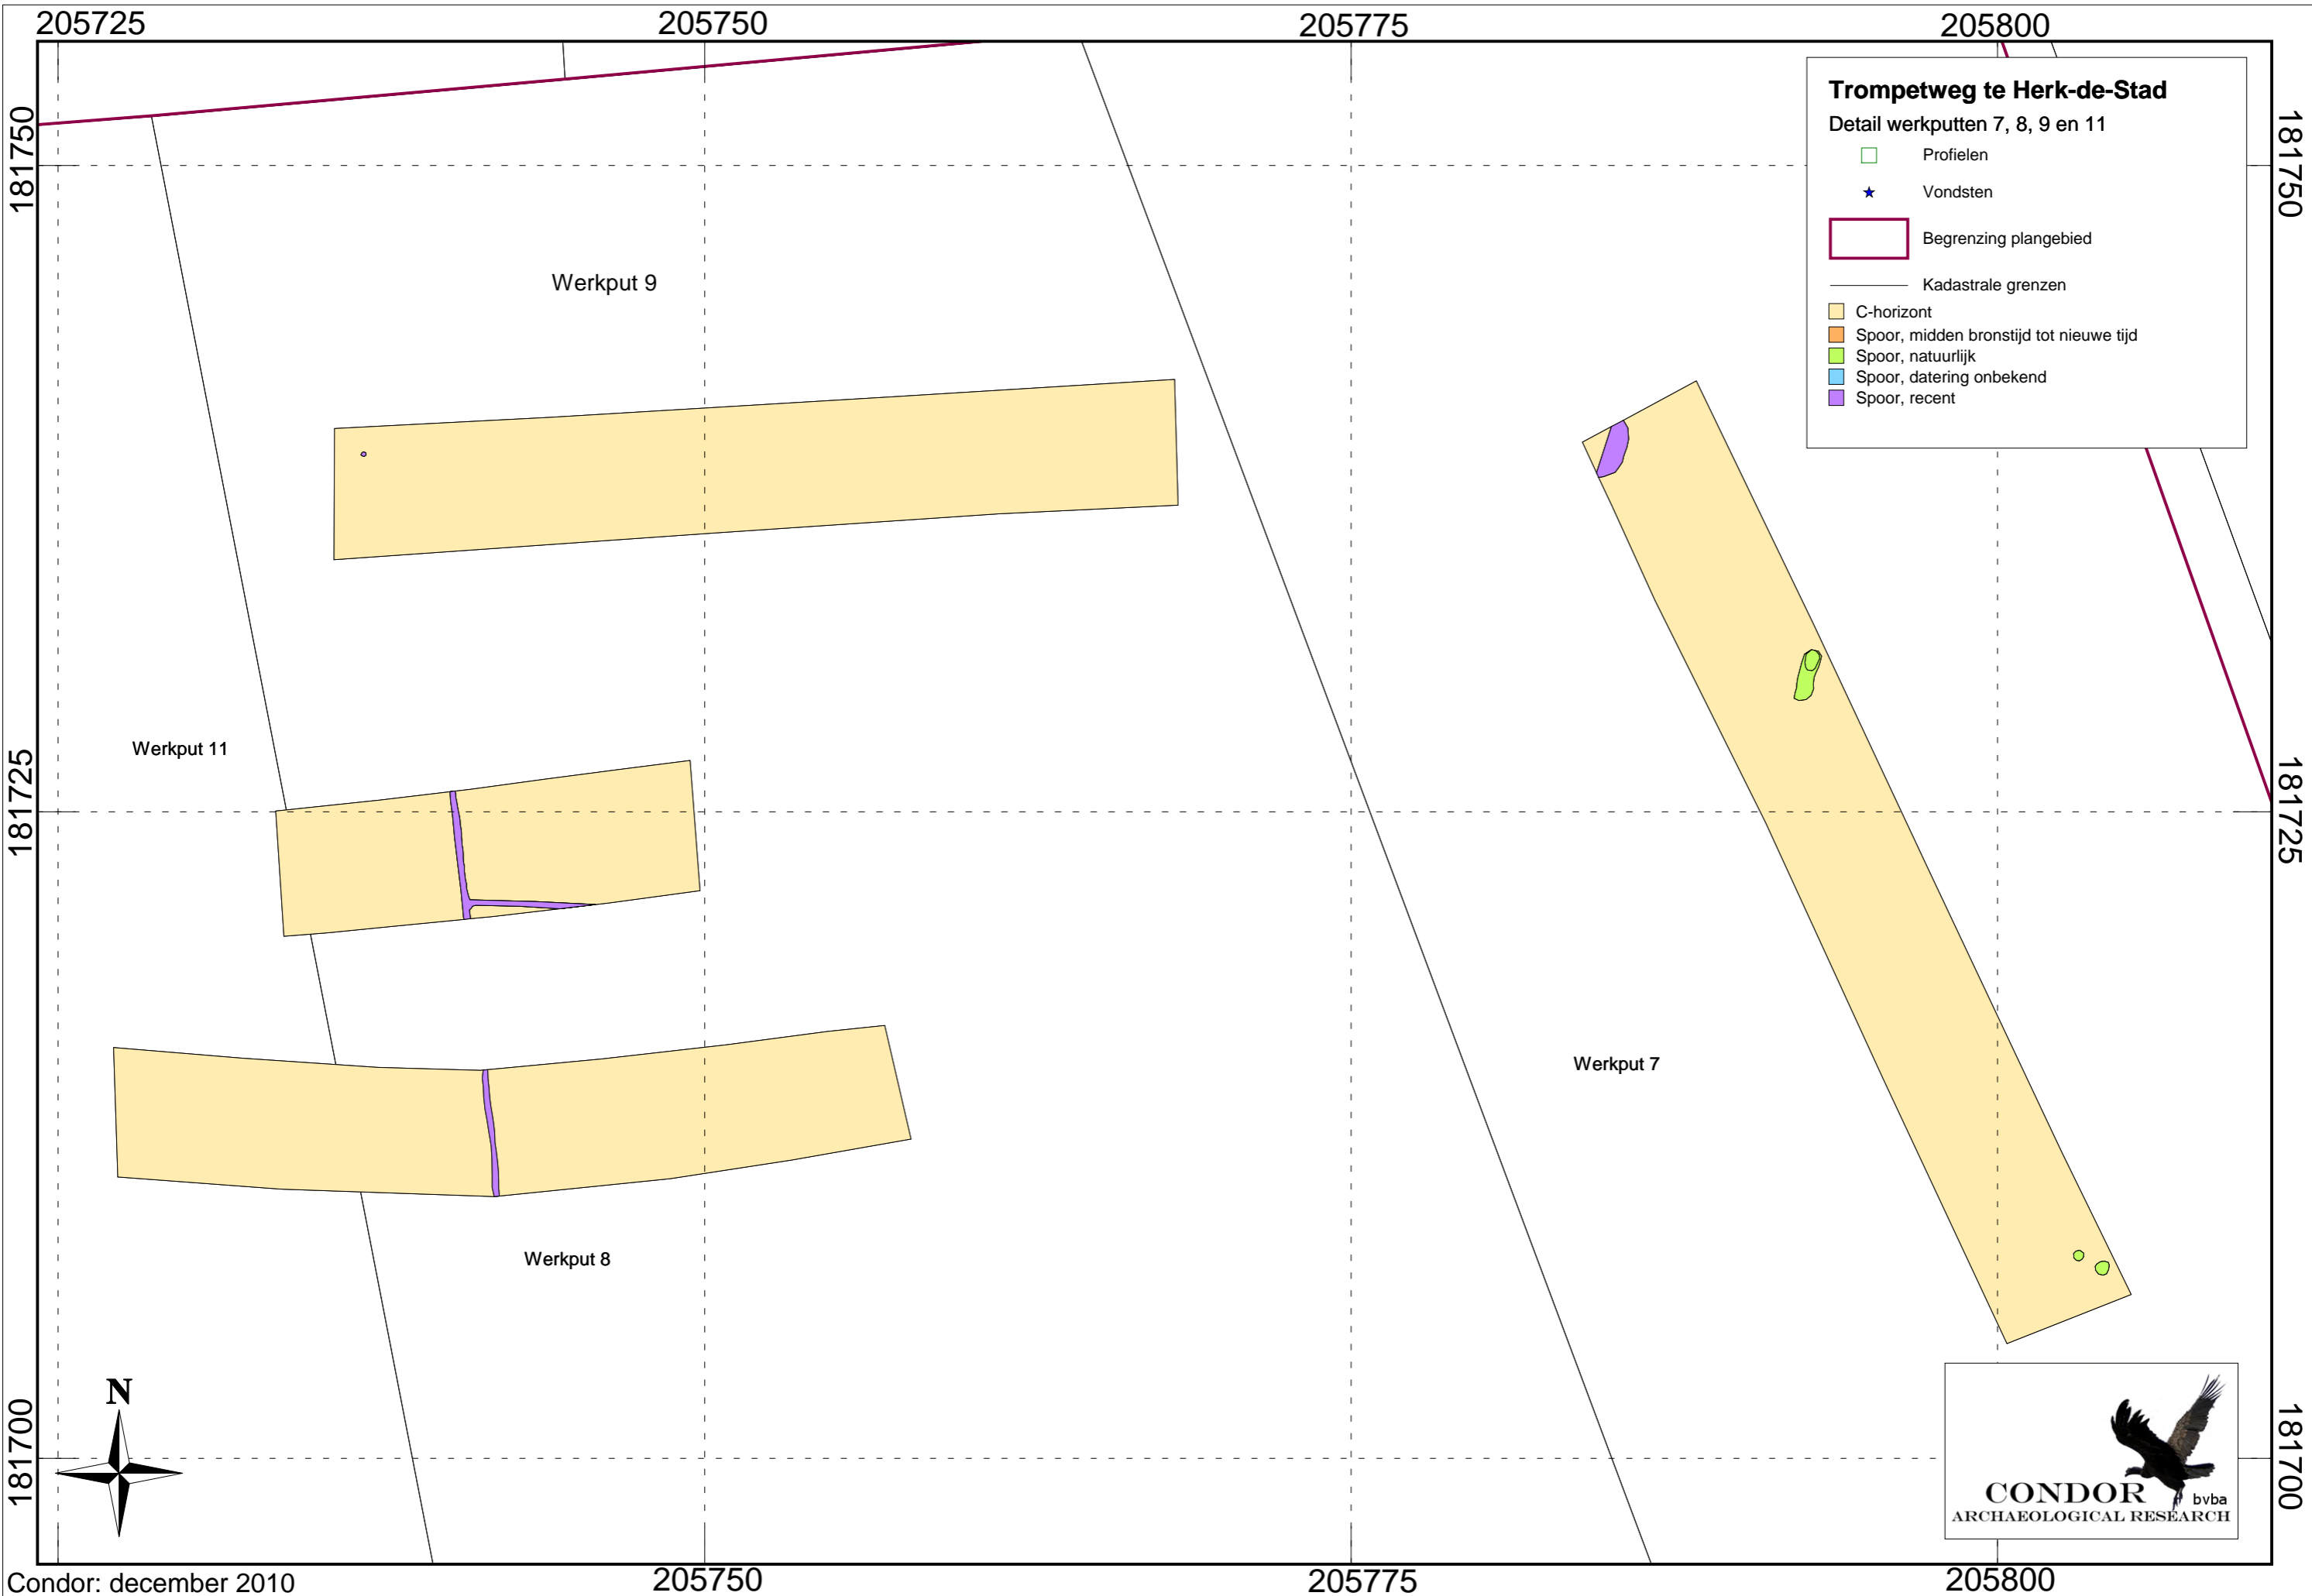 205725 205750 205775 205800
181750
181750
Trompetweg te Herk-de-Stad
Detail werkputten 7, 8, 9 en 11
Profielen
Vondsten
Begrenzing plangebied
Kadastrale grenzen
C-horizont
Spoor, midden bronstijd tot nieuwe tijd
Spoor, natuurlijk
Spoor, datering onbekend
Spoor, recent
Werkput 9
Werkput 11
181725
181725
Werkput 7
Werkput 8
N
181700
181700
CONDOR bvba
ARCHAEOLOGICAL RESEARCH
Condor: december 2010
205750 205775 205800